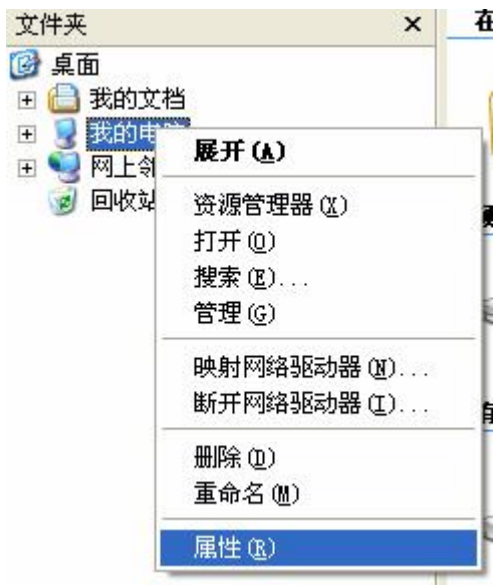 文件夹
桌面
我的文档
我的电
网上邻
回收站
展开(A)
资源管理器(X)
打开(O)
搜索(E)...
管理(G)
映射网络驱动器(N)...
断开网络驱动器(I)...
删除(D)
重命名(M)
属性(R)